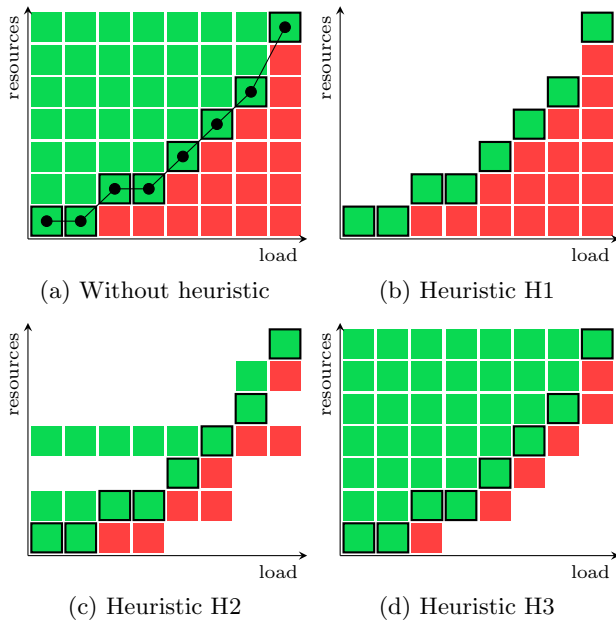 resources
load
(a) Without heuristic
resources
load
(b) Heuristic H1
resources
load
(c) Heuristic H2
resources
load
(d) Heuristic H3